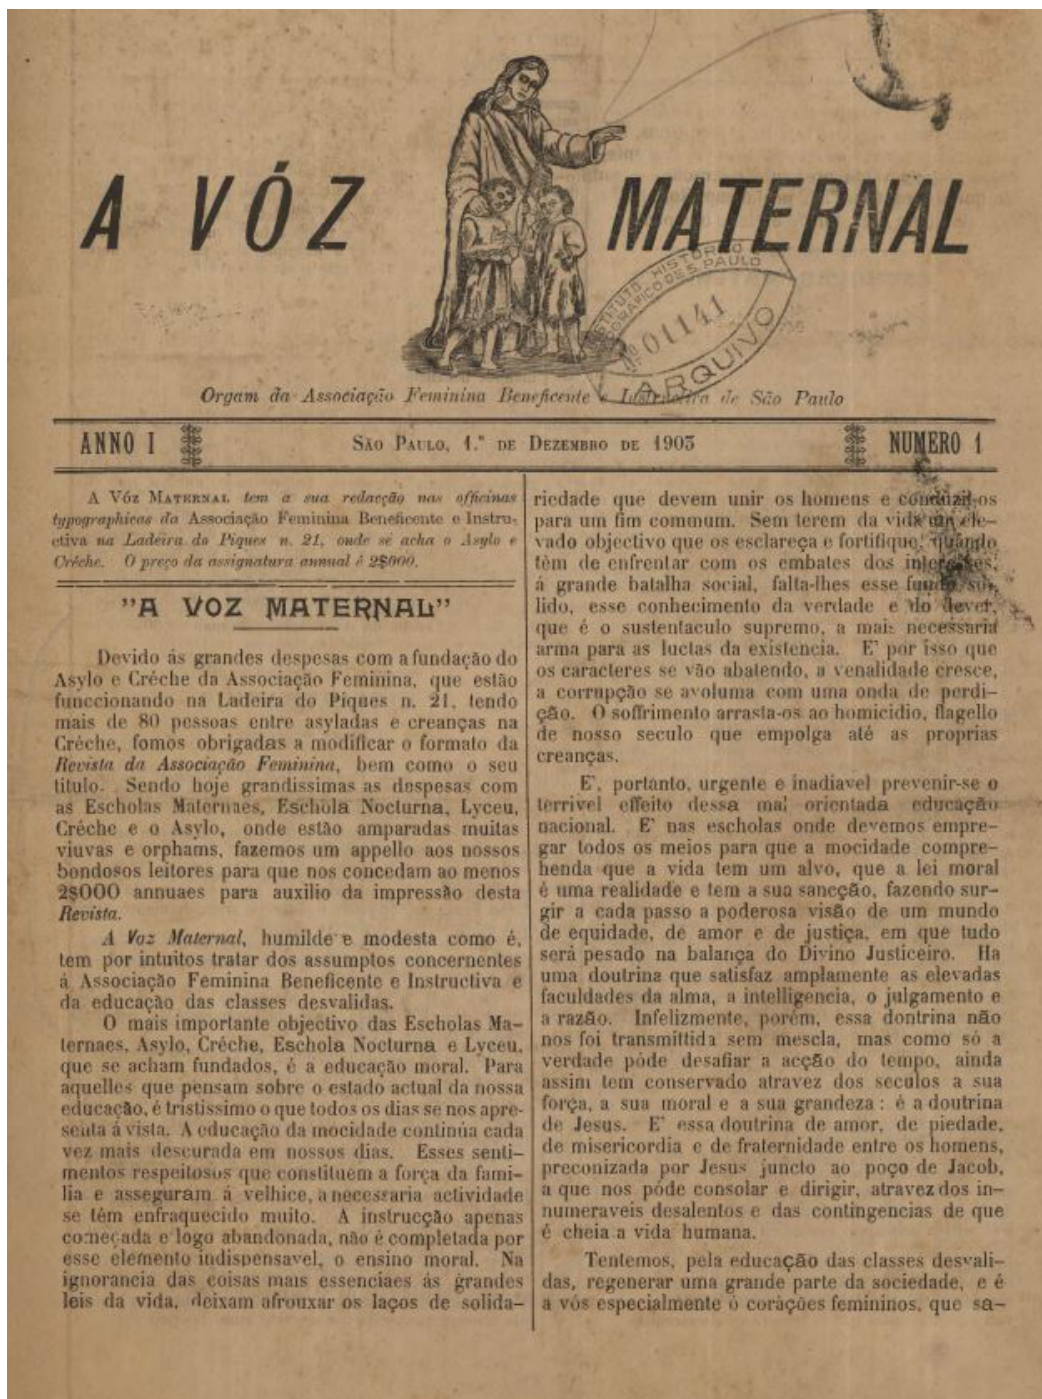 A VÓZ MATERNAL
INSTITUTO HISTORICO
GEOGRAFICO DE S. PAULO
Nº 01141
ARQUIVO
Orgam da Associação Feminina Beneficente e Instructiva de São Paulo
ANNO I
SÃO PAULO, 1.º DE DEZEMBRO DE 1903
NUMERO 1
A VÓZ MATERNAL tem a sua redacção nas officinas
typographicas da Associação Feminina Beneficente e Instru-
ctiva na Ladeira do Piques n. 21, onde se acha o Asylo e
Créche. O preço da assignatura annual é 2$000.
"A VOZ MATERNAL"
Devido ás grandes despesas com a fundação do
Asylo e Créche da Associação Feminina, que estão
funccionando na Ladeira do Piques n. 21, tendo
mais de 80 pessoas entre asyladas e creanças na
Créche, fomos obrigadas a modificar o formato da
Revista da Associação Feminina, bem como o seu
titulo. Sendo hoje grandissimas as despesas com
as Escholas Maternaes, Eschola Nocturna, Lyceu,
Créche e o Asylo, onde estão amparadas muitas
viuvas e orphams, fazemos um appello aos nossos
bondosos leitores para que nos concedam ao menos
2$000 annuaes para auxilio da impressão desta
Revista.
A Voz Maternal, humilde e modesta como é,
tem por intuitos tratar dos assumptos concernentes
á Associação Feminina Beneficente e Instructiva e
da educação das classes desvalidas.
O mais importante objectivo das Escholas Ma-
ternaes, Asylo, Créche, Eschola Nocturna e Lyceu,
que se acham fundados, é a educação moral. Para
aquelles que pensam sobre o estado actual da nossa
educação, é tristissimo o que todos os dias se nos apre-
senta á vista. A educação da mocidade continúa cada
vez mais descurada em nossos dias. Esses senti-
mentos respeitosos que constituem a força da fami-
lia e asseguram á velhice, a necessaria actividade
se têm enfraquecido muito. A instrucção apenas
começada e logo abandonada, não é completada por
esse elemento indispensavel, o ensino moral. Na
ignorancia das coisas mais essenciaes ás grandes
leis da vida, deixam afrouxar os laços de solida-
riedade que devem unir os homens e conduzil-os
para um fim commum. Sem terem da vida um ele-
vado objectivo que os esclareça e fortifique, quando
têm de enfrentar com os embates dos interesses,
á grande batalha social, falta-lhes esse fundo so-
lido, esse conhecimento da verdade e do dever,
que é o sustentaculo supremo, a mais necessaria
arma para as luctas da existencia. E' por isso que
os caracteres se vão abatendo, a venalidade cresce,
a corrupção se avoluma com uma onda de perdi-
ção. O soffrimento arrasta-os ao homicidio, flagello
de nosso seculo que empolga até as proprias
creanças.
E', portanto, urgente e inadiavel prevenir-se o
terrivel effeito dessa mal orientada educação
nacional. E' nas escholas onde devemos empre-
gar todos os meios para que a mocidade compre-
henda que a vida tem um alvo, que a lei moral
é uma realidade e tem a sua sancção, fazendo sur-
gir a cada passo a poderosa visão de um mundo
de equidade, de amor e de justiça, em que tudo
será pesado na balança do Divino Justiceiro. Ha
uma doutrina que satisfaz amplamente as elevadas
faculdades da alma, a intelligencia, o julgamento e
a razão. Infelizmente, porém, essa dontrina não
nos foi transmittida sem mescla, mas como só a
verdade póde desafiar a acção do tempo, ainda
assim tem conservado atravez dos seculos a sua
força, a sua moral e a sua grandeza : é a doutrina
de Jesus. E' essa doutrina de amor, de piedade,
de misericordia e de fraternidade entre os homens,
preconizada por Jesus juncto ao poço de Jacob,
a que nos póde consolar e dirigir, atravez dos in-
numeraveis desalentos e das contingencias de que
é cheia a vida humana.
Tentemos, pela educação das classes desvali-
das, regenerar uma grande parte da sociedade, e é
a vós especialmente ó corações femininos, que sa-